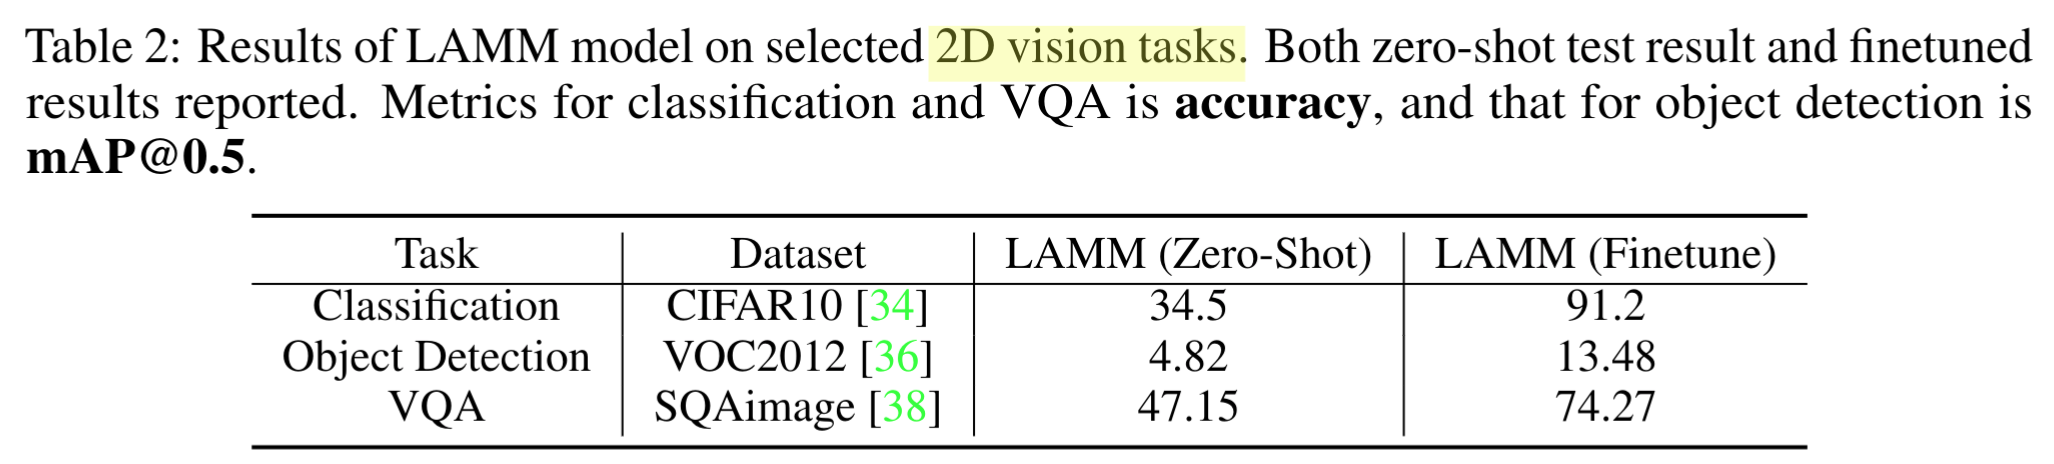 Table 2: Results of LAMM model on selected 2D vision tasks. Both zero-shot test result and finetuned
results reported. Metrics for classification and VQA is accuracy, and that for object detection is
mAP@0.5.
Task Dataset LAMM (Zero-Shot) LAMM (Finetune)
Classification CIFAR10 [34] 34.5 91.2
Object Detection VOC2012 [36] 4.82 13.48
VQA SQAimage [38] 47.15 74.27